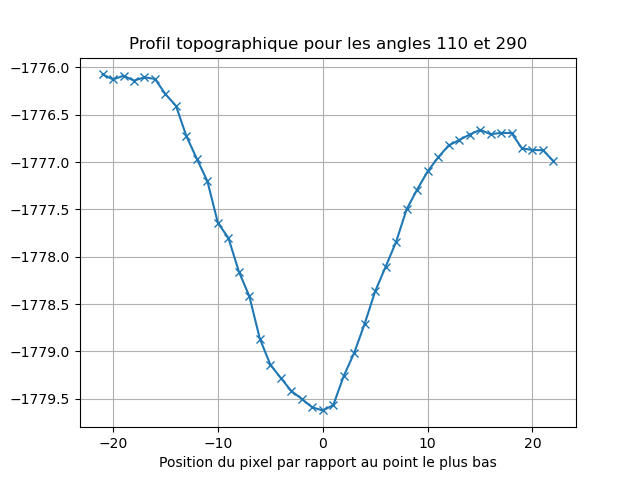 Profil topographique pour les angles 110 et 290
−1776.0
−1776.5
−1777.0
−1777.5
−1778.0
−1778.5
−1779.0
−1779.5
−20 −10 0 10 20
Position du pixel par rapport au point le plus bas